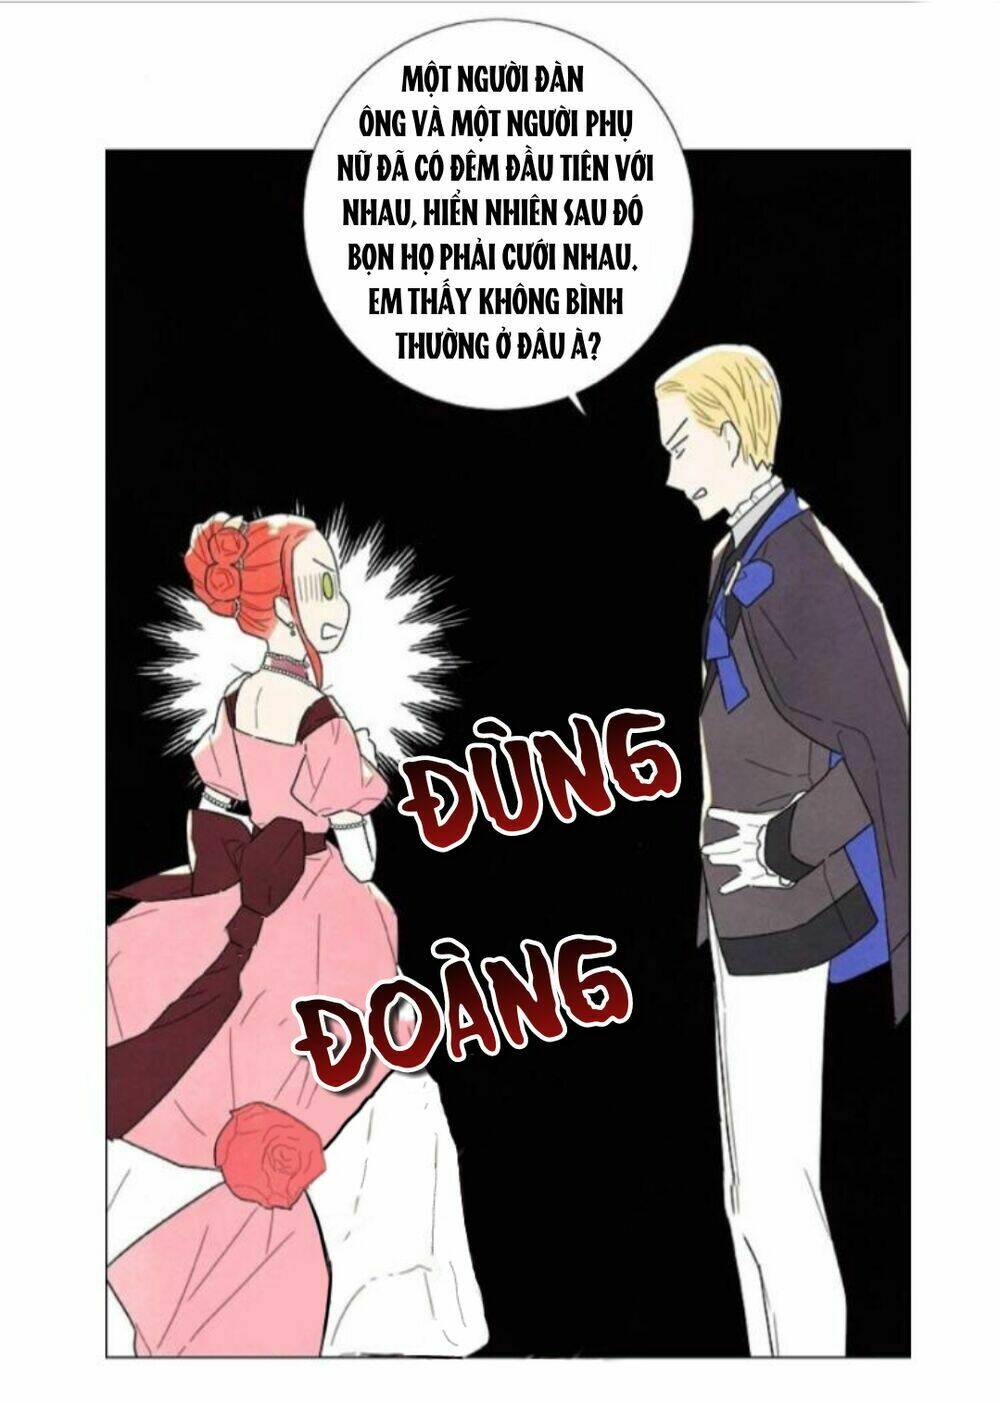 MỘT NGƯỜI ĐÀN
ÔNG VÀ MỘT NGƯỜI PHỤ
NỮ ĐÃ CÓ ĐÊM ĐẦU TIÊN VỚI
NHAU, HIỂN NHIÊN SAU ĐÓ
BỌN HỌ PHẢI CƯỚI NHAU.
EM THẤY KHÔNG BÌNH
THƯỜNG Ở ĐÂU À?
ĐÙNG
ĐOÀNG